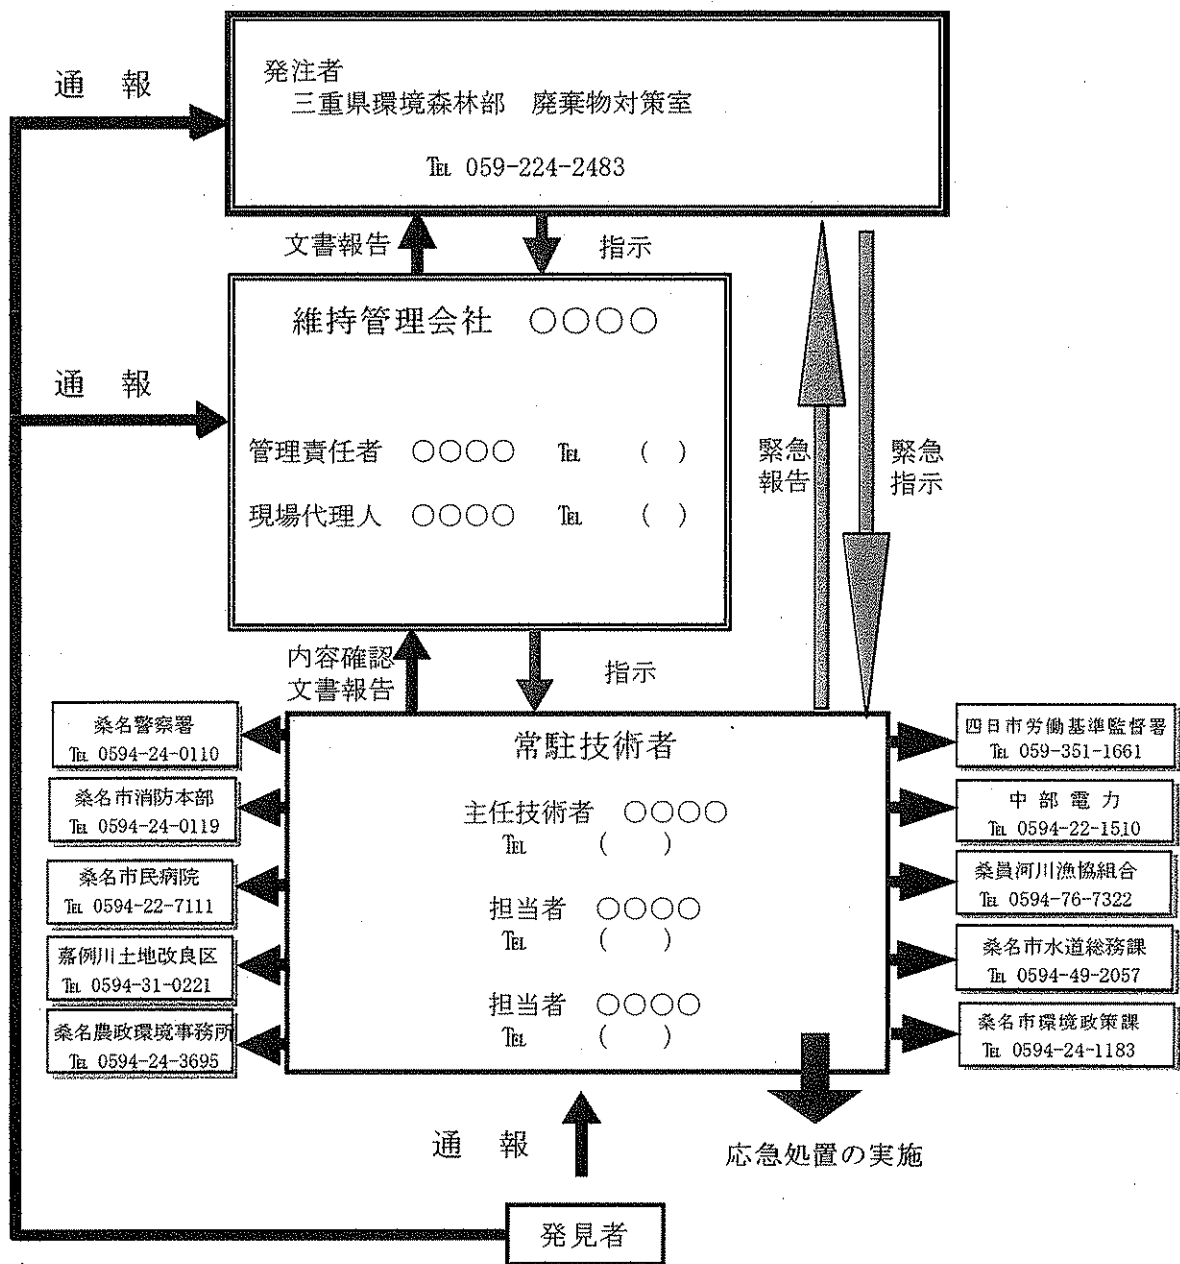 通 報
発注者
三重県環境森林部 廃棄物対策室
℡ 059-224-2483
文書報告
指示
維持管理会社 ○○○○
通 報
管理責任者 ○○○○ ℡ ( )
現場代理人 ○○○○ ℡ ( )
緊急
報告
緊急
指示
内容確認
文書報告
指示
桑名警察署
℡ 0594-24-0110
桑名市消防本部
℡ 0594-24-0119
桑名市民病院
℡ 0594-22-7111
嘉例川土地改良区
℡ 0594-31-0221
桑名農政環境事務所
℡ 0594-24-3695
常駐技術者
主任技術者 ○○○○
℡ ( )
担当者 ○○○○
℡ ( )
担当者 ○○○○
℡ ( )
四日市労働基準監督署
℡ 059-351-1661
中 部 電 力
℡ 0594-22-1510
桑員河川漁協組合
℡ 0594-76-7322
桑名市水道総務課
℡ 0594-49-2057
桑名市環境政策課
℡ 0594-24-1183
通 報
応急処置の実施
発見者